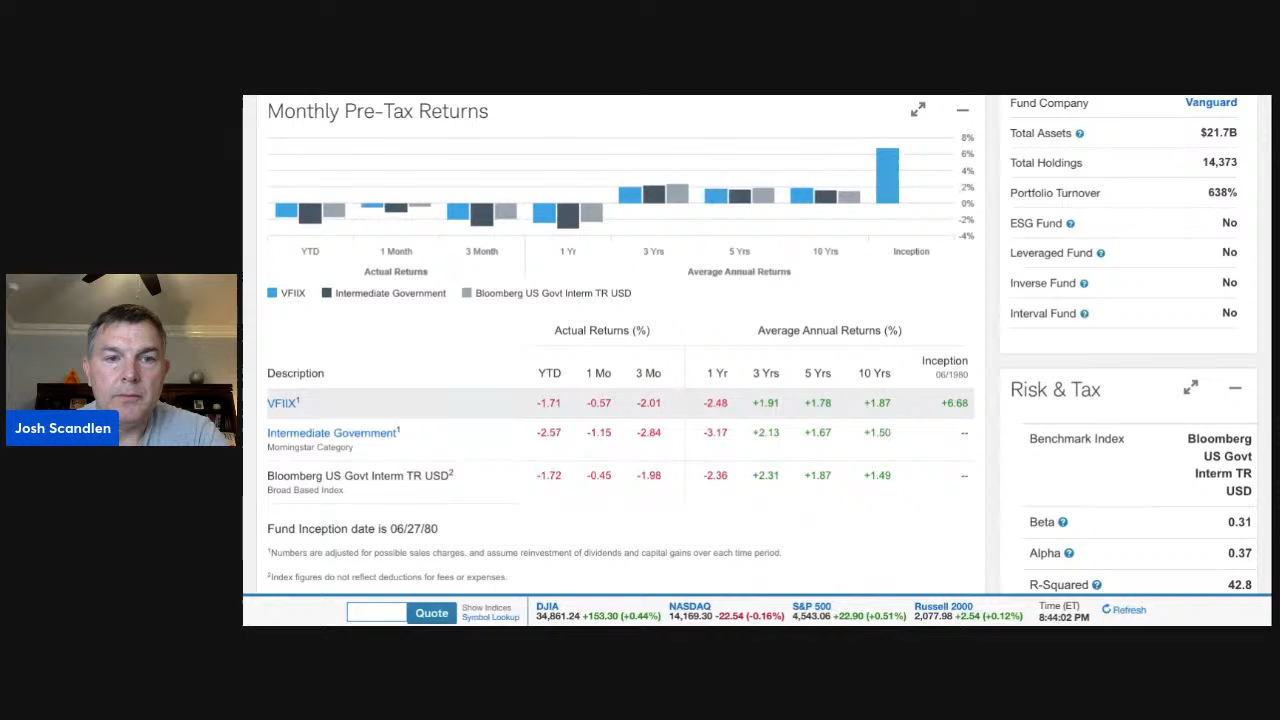 Monthly Pre-Tax Returns
8%
6%
4%
2%
0%
-2%
-4%
YTD 1 Month 3 Month 1 Yr 3 Yrs 5 Yrs 10 Yrs Inception
Actual Returns Average Annual Returns
VFIIX Intermediate Government Bloomberg US Govt Interm TR USD
Actual Returns (%) Average Annual Returns (%)
Inception
Description YTD 1 Mo 3 Mo 1 Yr 3 Yrs 5 Yrs 10 Yrs 06/1980
VFIIX1 -1.71 -0.57 -2.01 -2.48 +1.91 +1.78 +1.87 +6.68
Intermediate Government1 -2.57 -1.15 -2.84 -3.17 +2.13 +1.67 +1.50 --
Morningstar Category
Bloomberg US Govt Interm TR USD2 -1.72 -0.45 -1.98 -2.36 +2.31 +1.87 +1.49 --
Broad Based Index
Fund Inception date is 06/27/80
1Numbers are adjusted for possible sales charges, and assume reinvestment of dividends and capital gains over each time period.
2Index figures do not reflect deductions for fees or expenses.
Fund Company Vanguard
Total Assets $21.7B
Total Holdings 14,373
Portfolio Turnover 638%
ESG Fund No
Leveraged Fund No
Inverse Fund No
Interval Fund No
Risk & Tax
Benchmark Index Bloomberg
US Govt
Interm TR
USD
Beta 0.31
Alpha 0.37
R-Squared 42.8
Josh Scandlen
Quote
Show Indices
Symbol Lookup
DJIA
34,861.24 +153.30 (+0.44%)
NASDAQ
14,169.30 -22.54 (-0.16%)
S&P 500
4,543.06 +22.90 (+0.51%)
Russell 2000
2,077.98 +2.54 (+0.12%)
Time (ET)
8:44:02 PM
Refresh